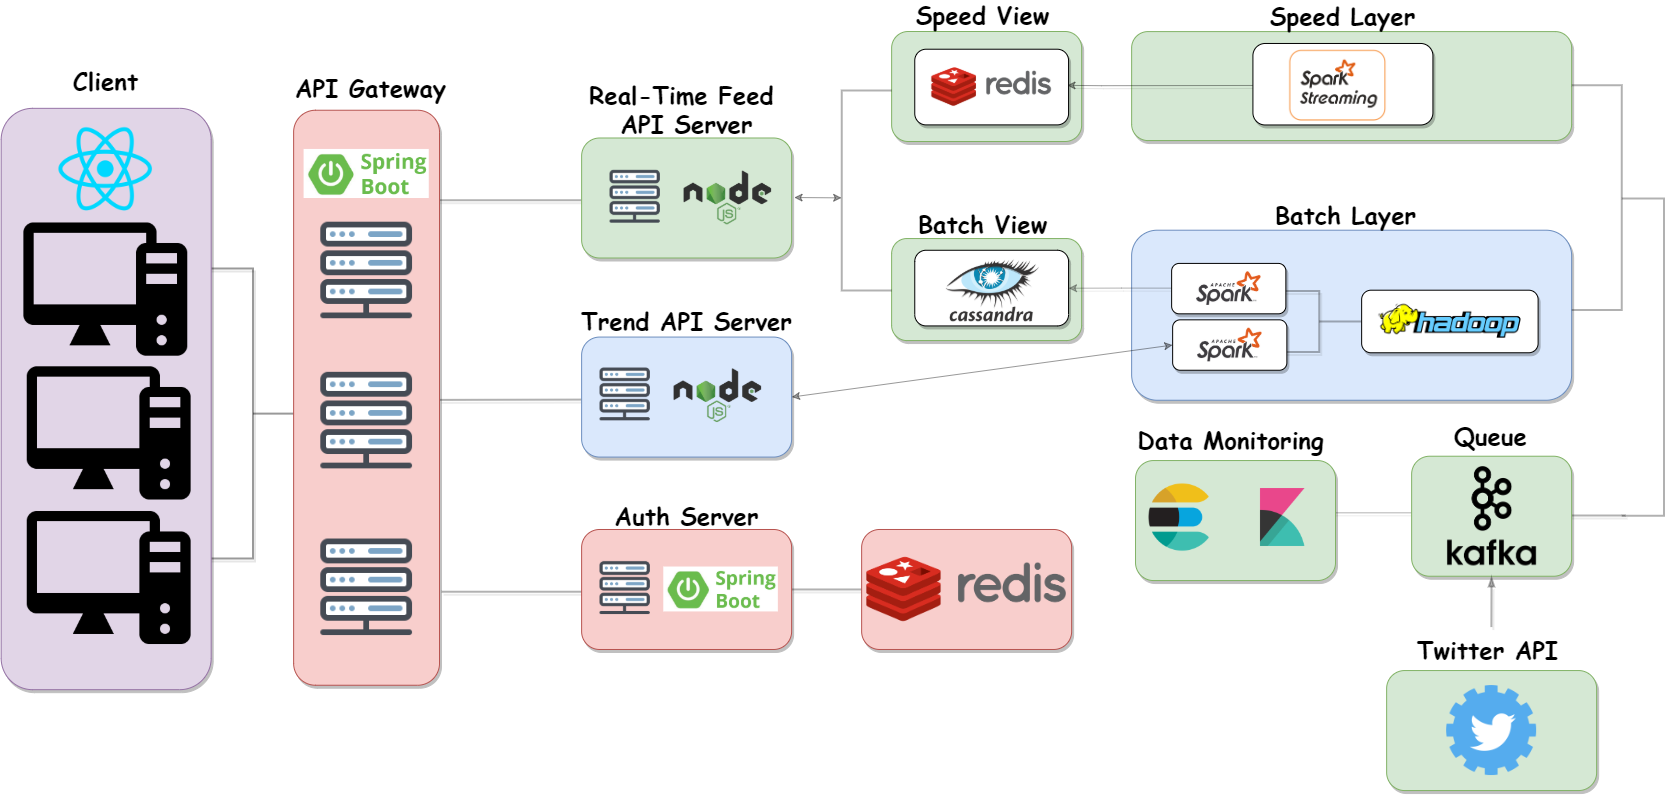 Client
API Gateway
Spring
Boot
Real-Time Feed
API Server
node
JS
Trend API Server
node
JS
Auth Server
Spring
Boot
redis
Speed View
redis
Batch View
cassandra
Speed Layer
Spark
Streaming
Batch Layer
APACHE
Spark
APACHE
Spark
hadoop
Data Monitoring
Queue
kafka
Twitter API